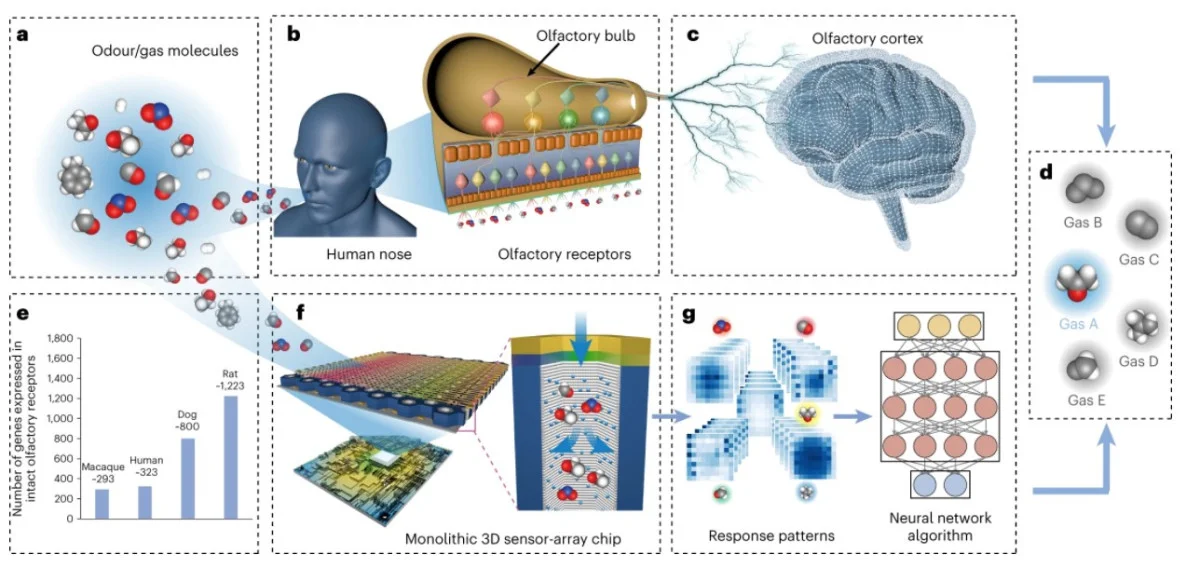 a
Odour/gas molecules
b
Olfactory bulb
Human nose
Olfactory receptors
c
Olfactory cortex
d
Gas B
Gas C
Gas A
Gas D
Gas E
e
Number of genes expressed in
intact olfactory receptors
1,800
1,600
1,400
1,200
1,000
800
600
400
200
0
Macaque
~293
Human
~323
Dog
~800
Rat
~1,223
f
Monolithic 3D sensor-array chip
g
Response patterns
Neural network
algorithm